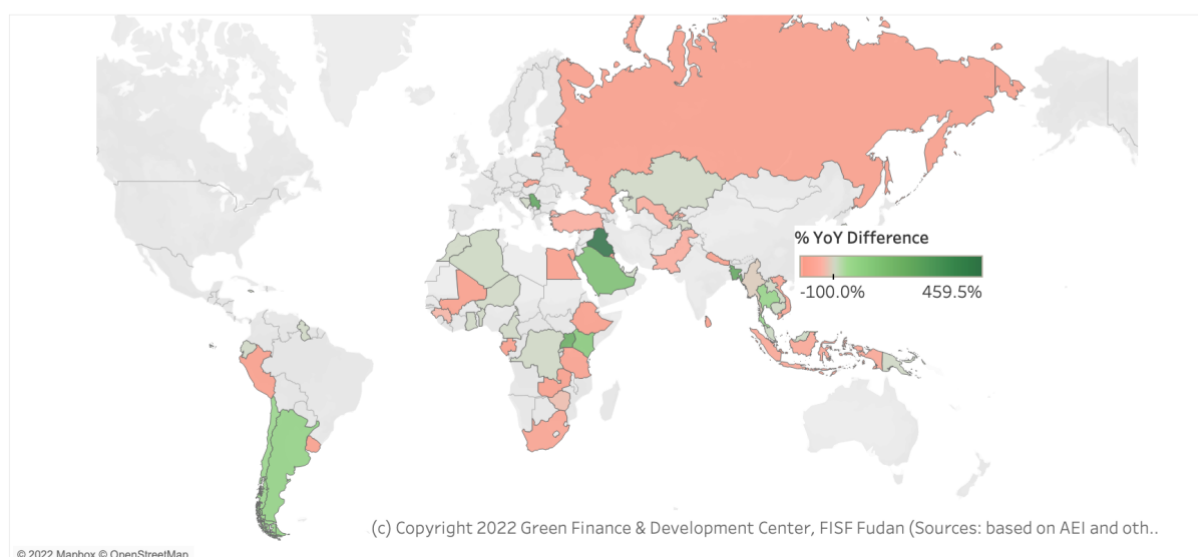 % YoY Difference
-100.0% 459.5%
(c) Copyright 2022 Green Finance & Development Center, FISF Fudan (Sources: based on AEI and oth..
© 2022 Mapbox © OpenStreetMap